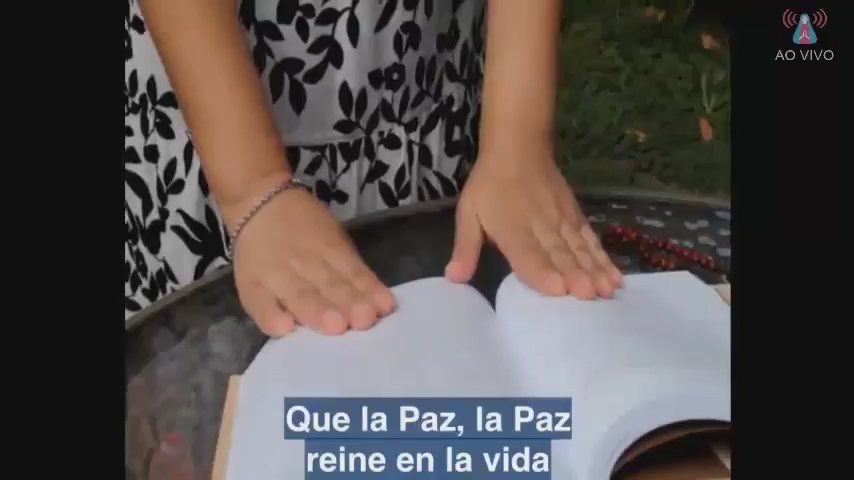 AO VIVO
Que la Paz, la Paz
reine en la vida